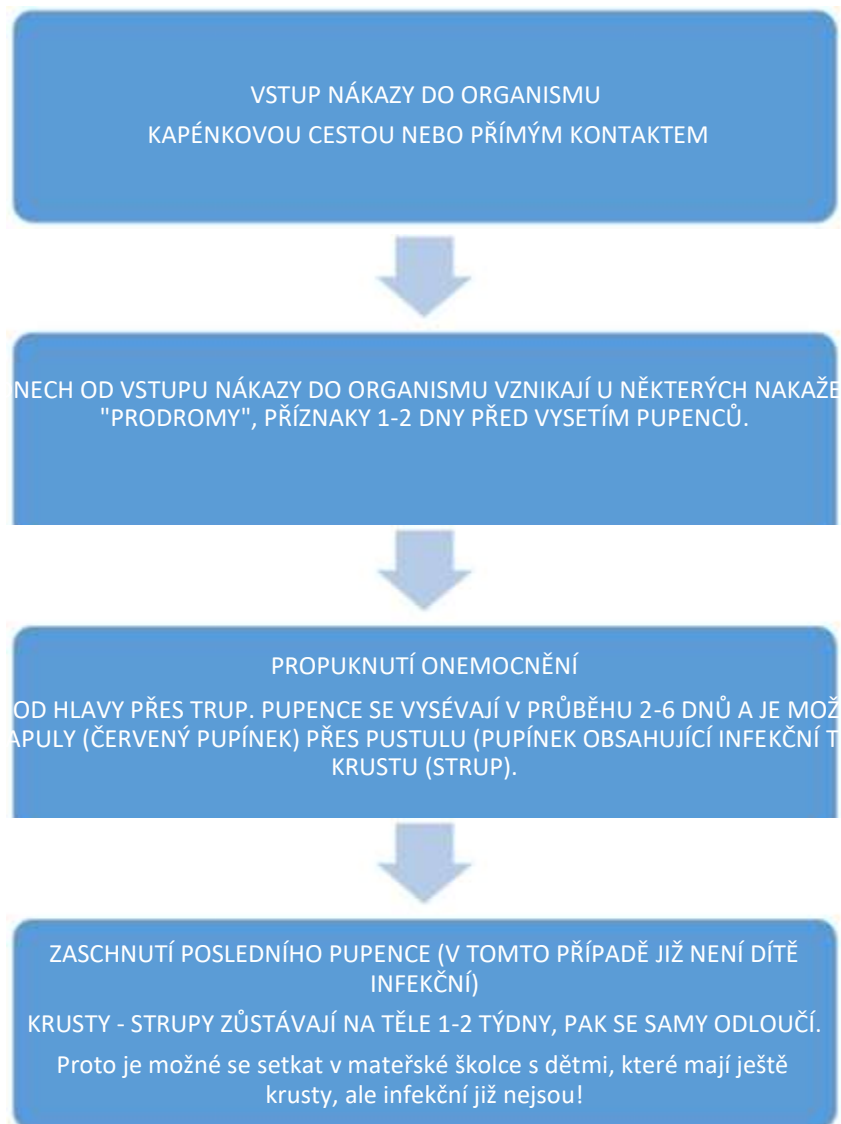 VSTUP NÁKAZY DO ORGANISMU
KAPÉNKOVOU CESTOU NEBO PŘÍMÝM KONTAKTEM
NECH OD VSTUPU NÁKAZY DO ORGANISMU VZNIKAJÍ U NĚKTERÝCH NAKAŽE
"PRODROMY", PŘÍZNAKY 1-2 DNY PŘED VYSETÍM PUPENCŮ.
PROPUKNUTÍ ONEMOCNĚNÍ
OD HLAVY PŘES TRUP. PUPENCE SE VYSÉVAJÍ V PRŮBĚHU 2-6 DNŮ A JE MOŽ
APULY (ČERVENÝ PUPÍNEK) PŘES PUSTULU (PUPÍNEK OBSAHUJÍCÍ INFEKČNÍ T
KRUSTU (STRUP).
ZASCHNUTÍ POSLEDNÍHO PUPENCE (V TOMTO PŘÍPADĚ JIŽ NENÍ DÍTĚ
INFEKČNÍ)
KRUSTY - STRUPY ZŮSTÁVAJÍ NA TĚLE 1-2 TÝDNY, PAK SE SAMY ODLOUČÍ.
Proto je možné se setkat v mateřské školce s dětmi, které mají ještě
krusty, ale infekční již nejsou!